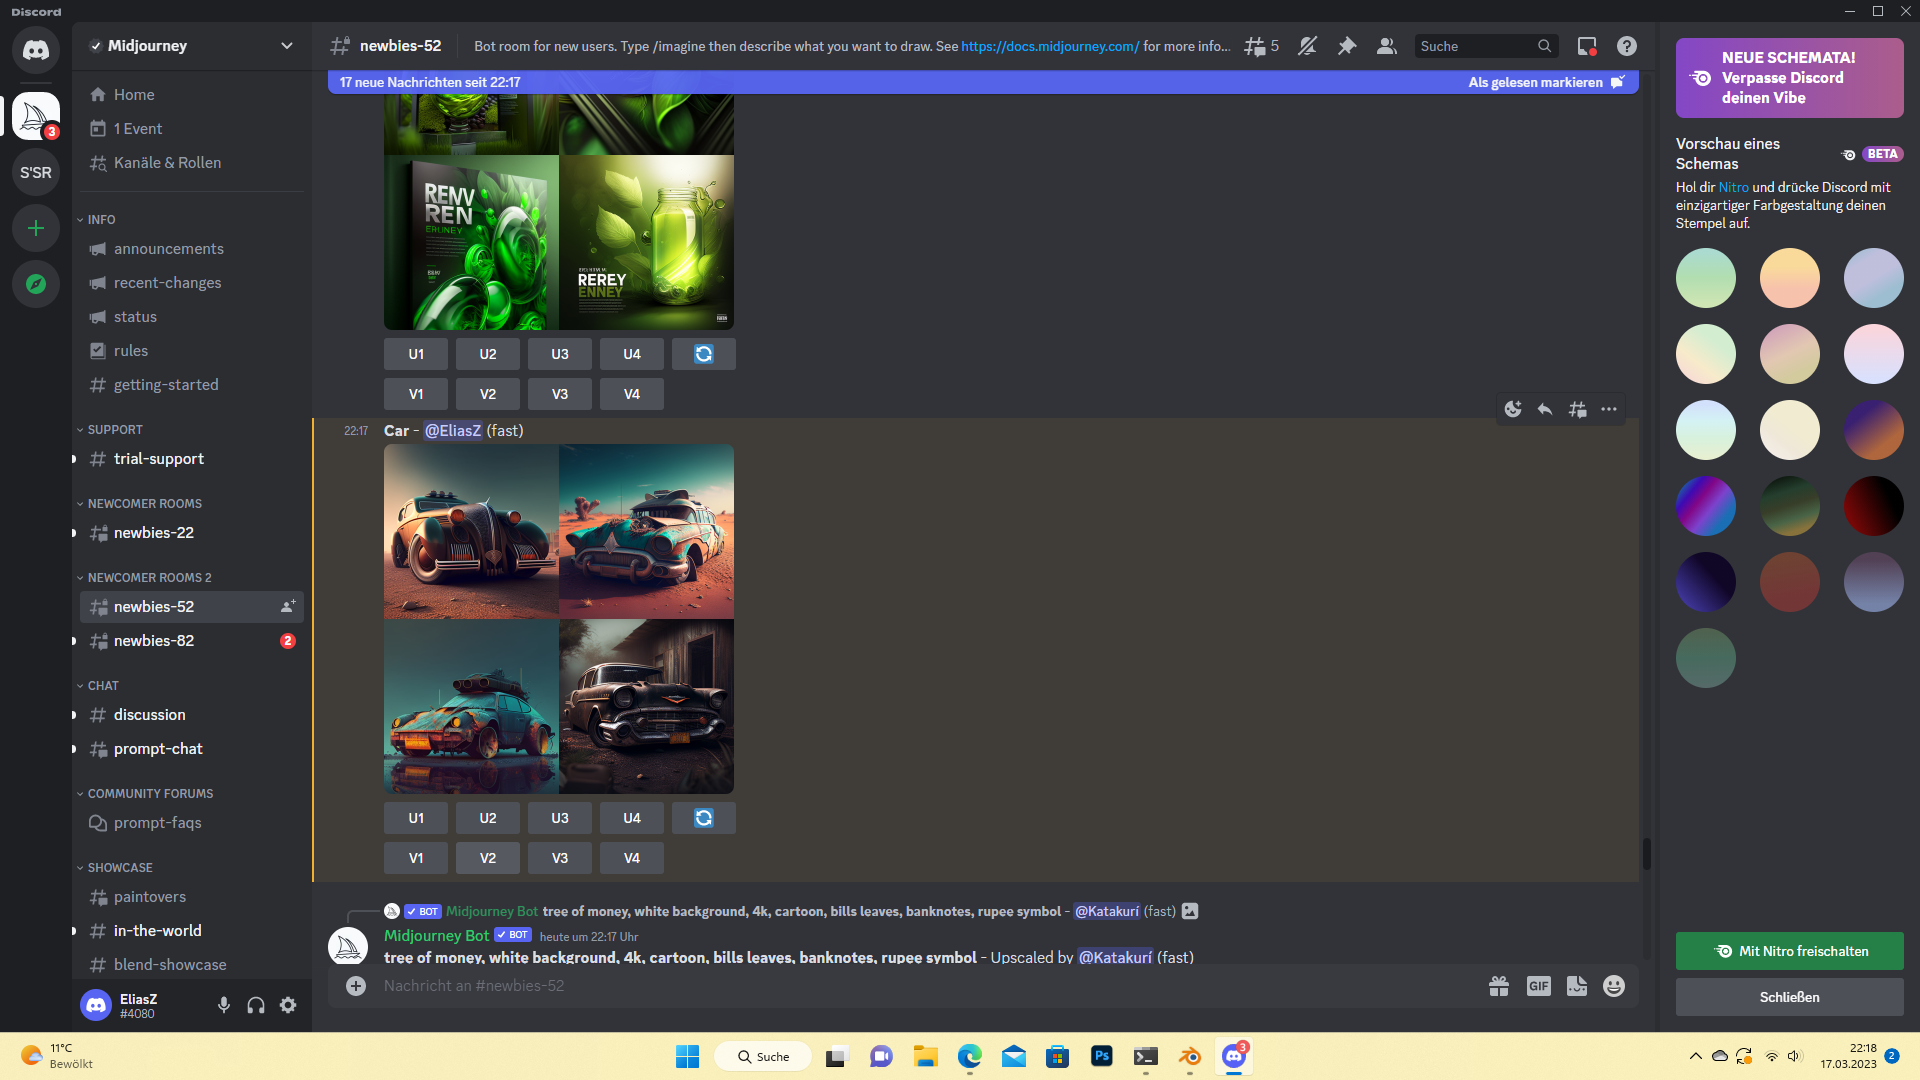 Discord
Midjourney
Home
1 Event
Kanäle & Rollen
INFO
announcements
recent-changes
status
rules
getting-started
SUPPORT
trial-support
NEWCOMER ROOMS
newbies-22
NEWCOMER ROOMS 2
newbies-52
newbies-82
2
CHAT
discussion
prompt-chat
COMMUNITY FORUMS
prompt-faqs
SHOWCASE
paintovers
in-the-world
blend-showcase
3
S'SR
EliasZ
#4080
newbies-52
Bot room for new users. Type /imagine then describe what you want to draw. See https://docs.midjourney.com/ for more info...
5
Suche
17 neue Nachrichten seit 22:17
Als gelesen markieren
RENV
REN
REREY
ENNEY
U1 U2 U3 U4
V1 V2 V3 V4
22:17 Car - @EliasZ (fast)
U1 U2 U3 U4
V1 V2 V3 V4
BOT Midjourney Bot tree of money, white background, 4k, cartoon, bills leaves, banknotes, rupee symbol - @Katakurí (fast)
Midjourney Bot BOT heute um 22:17 Uhr
tree of money, white background, 4k, cartoon, bills leaves, banknotes, rupee symbol - Upscaled by @Katakurí (fast)
Nachricht an #newbies-52
GIF
NEUE SCHEMATA!
Verpasse Discord
deinen Vibe
Vorschau eines
Schemas
BETA
Hol dir Nitro und drücke Discord mit
einzigartiger Farbgestaltung deinen
Stempel auf.
Mit Nitro freischalten
Schließen
11°C
Bewölkt
Suche
Ps
3
22:18
17.03.2023
2